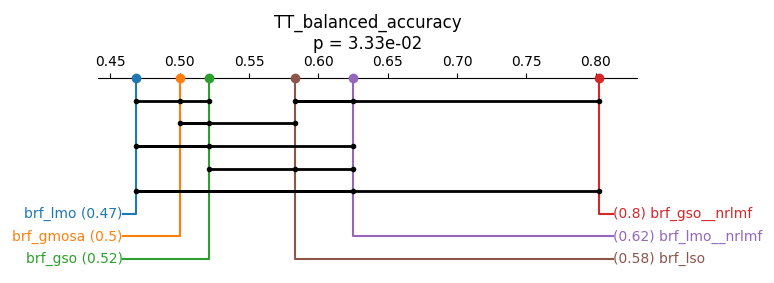 TT_balanced_accuracy
p = 3.33e-02
0.45 0.50 0.55 0.60 0.65 0.70 0.75 0.80
brf_lmo (0.47) (0.8) brf_gso__nrlmf
brf_gmosa (0.5) (0.62) brf_lmo__nrlmf
brf_gso (0.52) (0.58) brf_lso